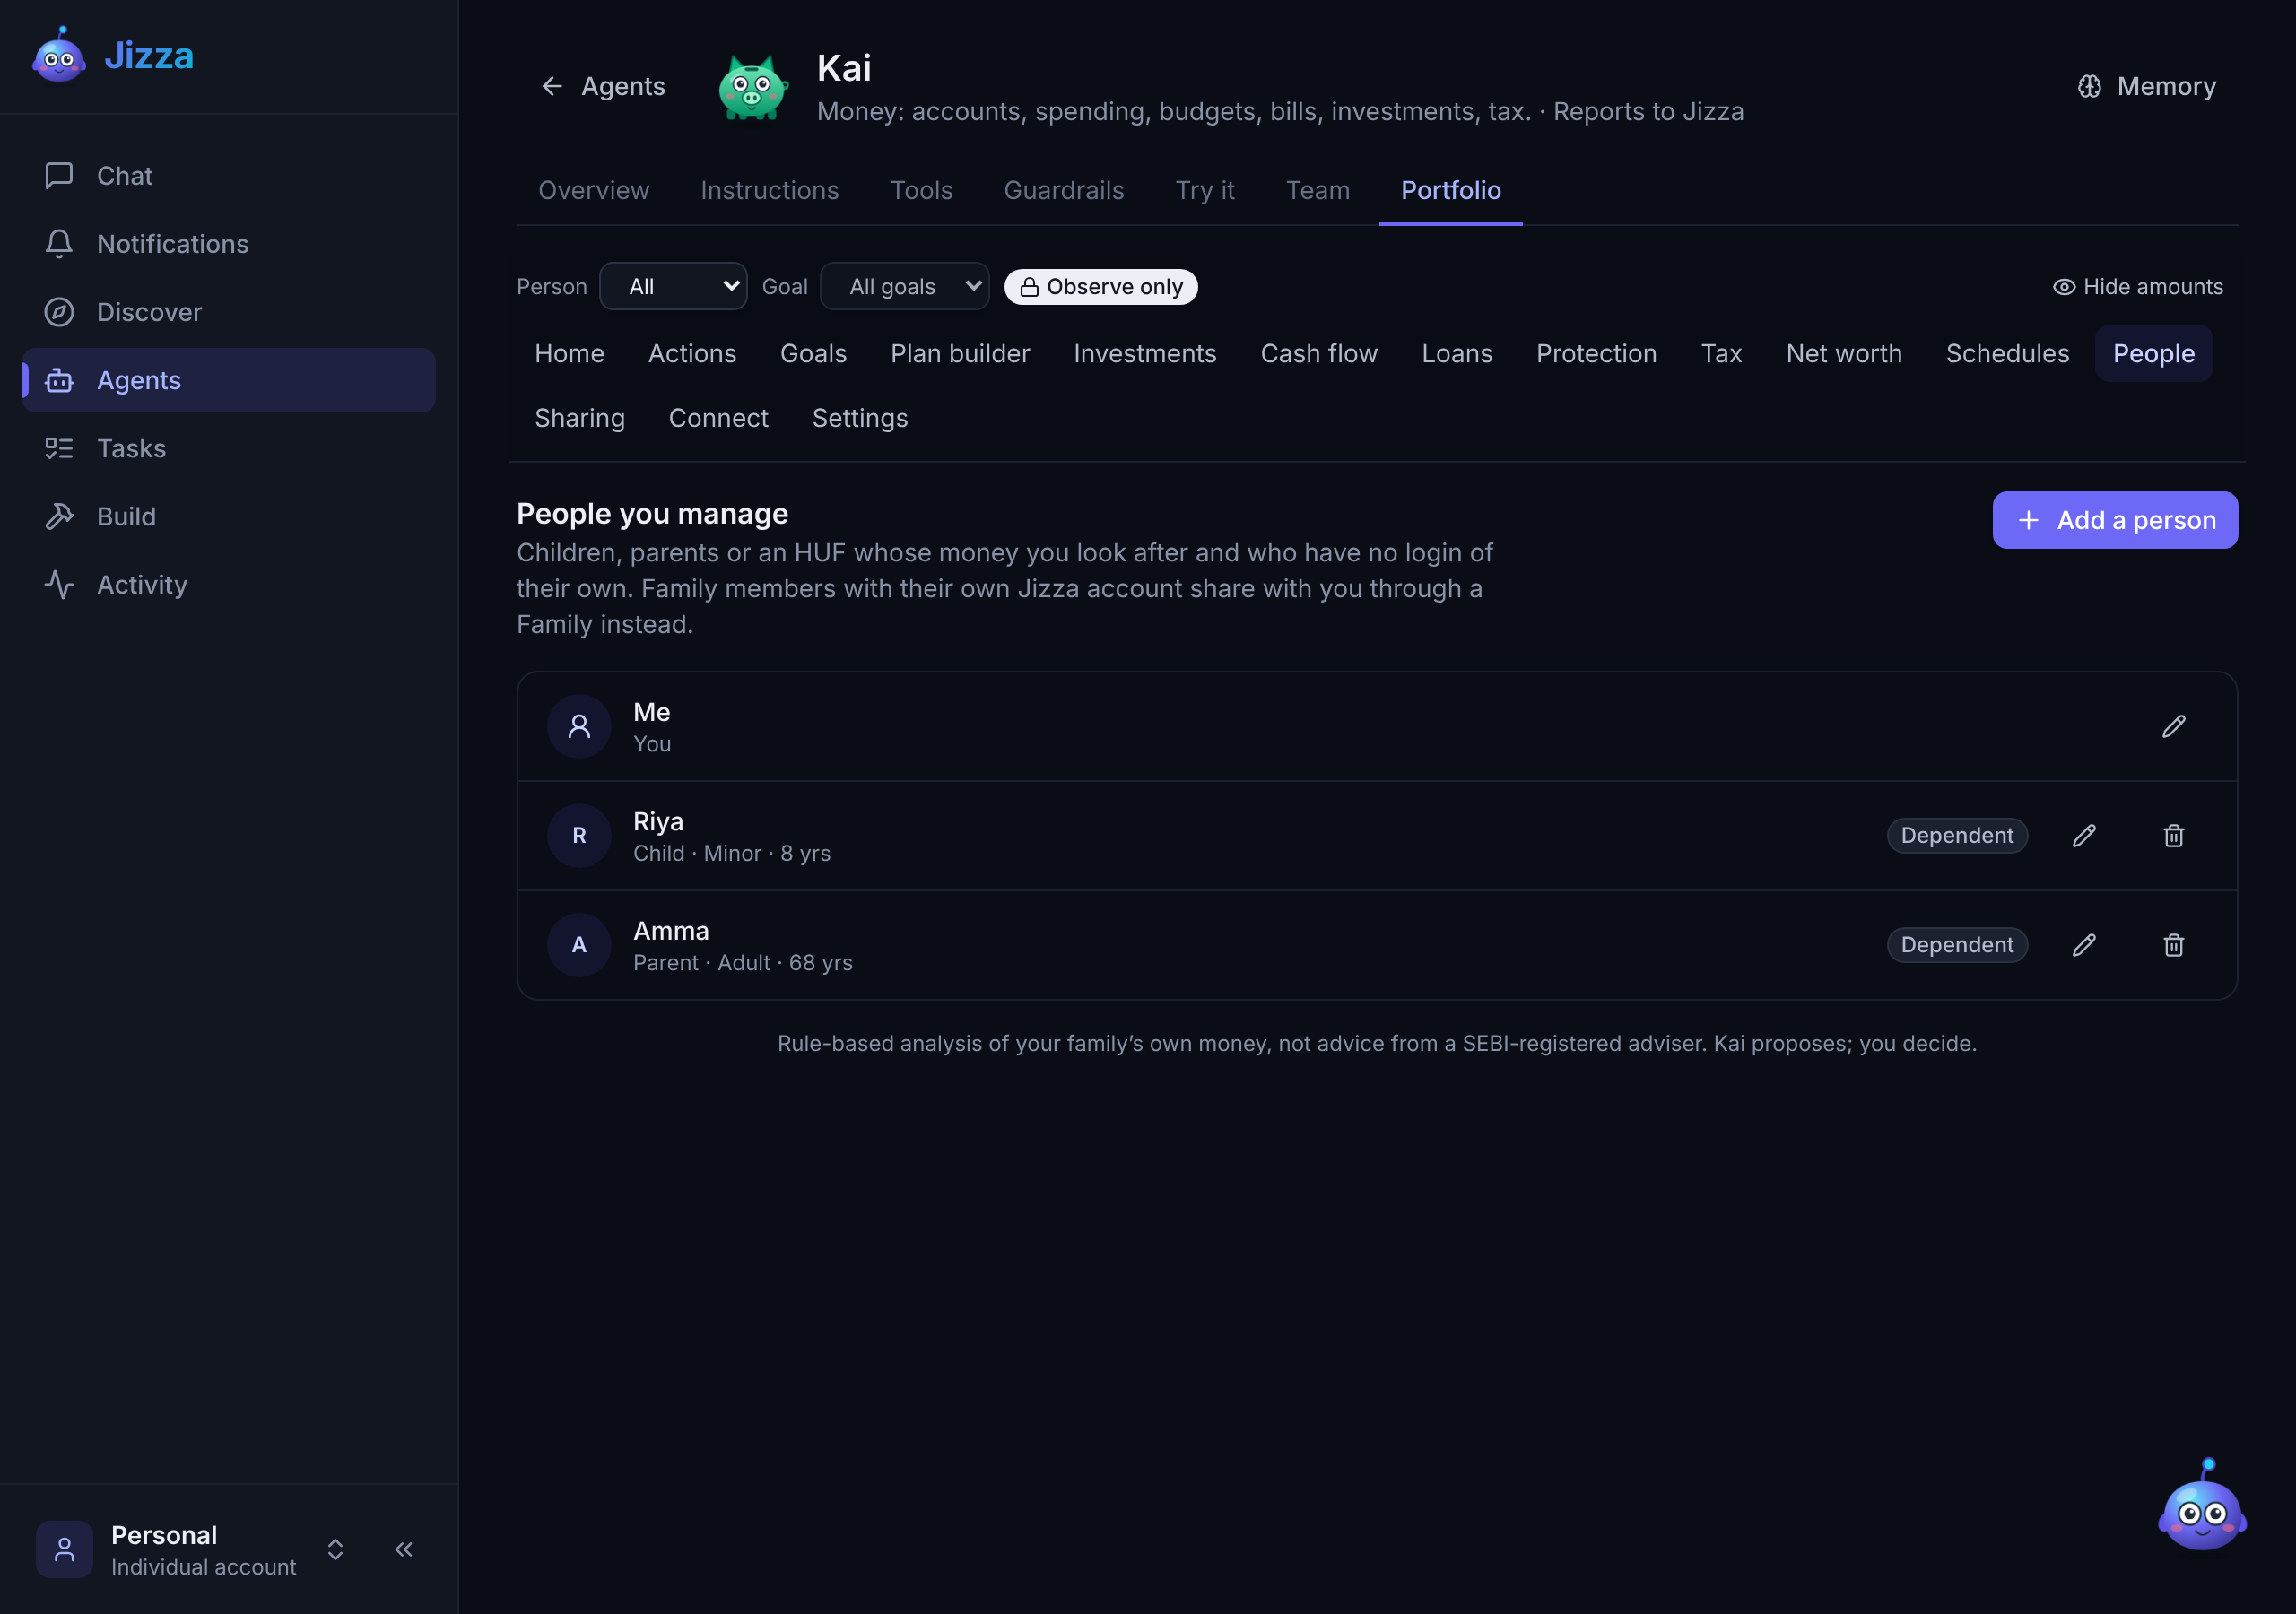 Jizza
Chat
Notifications
Discover
Agents
Tasks
Build
Activity
Personal
Individual account
Agents
Kai
Money: accounts, spending, budgets, bills, investments, tax. · Reports to Jizza
Memory
Overview Instructions Tools Guardrails Try it Team Portfolio
Person All Goal All goals Observe only Hide amounts
Home Actions Goals Plan builder Investments Cash flow Loans Protection Tax Net worth Schedules People
Sharing Connect Settings
People you manage
Add a person
Children, parents or an HUF whose money you look after and who have no login of
their own. Family members with their own Jizza account share with you through a
Family instead.
Me
You
R
Riya
Child · Minor · 8 yrs
Dependent
A
Amma
Parent · Adult · 68 yrs
Dependent
Rule-based analysis of your family’s own money, not advice from a SEBI-registered adviser. Kai proposes; you decide.